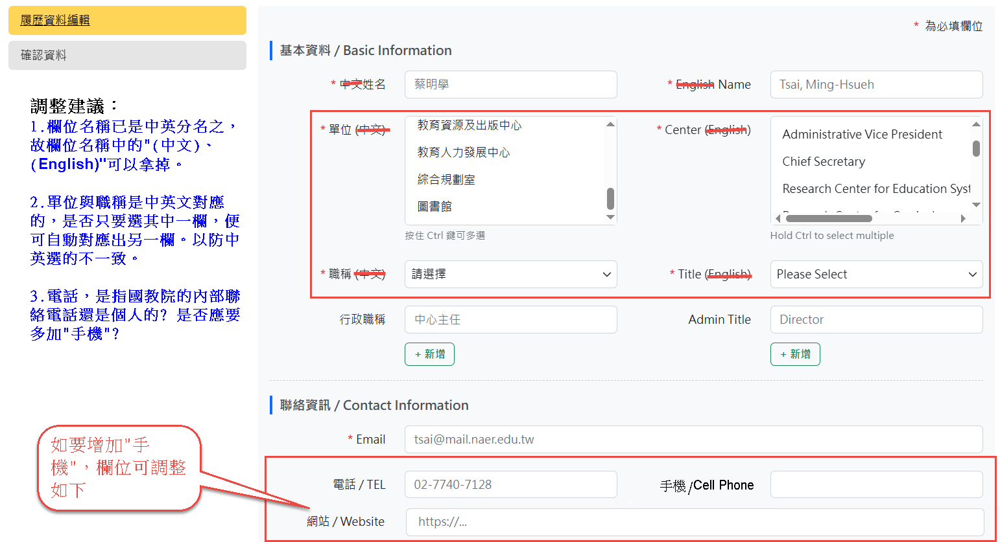 履歷資料編輯
確認資料
調整建議：
1.欄位名稱已是中英分名之，
故欄位名稱中的"(中文)、
(English)"可以拿掉。
2.單位與職稱是中英文對應
的，是否只要選其中一欄，便
可自動對應出另一欄。以防中
英選的不一致。
3.電話，是指國教院的內部聯
絡電話還是個人的? 是否應要
多加"手機"?
如要增加"手
機"，欄位可調整
如下
* 為必填欄位
基本資料 / Basic Information
* 中文姓名 蔡明學 * English Name Tsai, Ming-Hsueh
* 單位 (中文) 教育資源及出版中心
教育人力發展中心
綜合規劃室
圖書館
按住 Ctrl 鍵可多選
* Center (English) Administrative Vice President
Chief Secretary
Research Center for Education Syst
Hold Ctrl to select multiple
* 職稱 (中文) 請選擇 * Title (English) Please Select
行政職稱 中心主任 Admin Title Director
+ 新增 + 新增
聯絡資訊 / Contact Information
* Email tsai@mail.naer.edu.tw
電話 / TEL 02-7740-7128 手機/Cell Phone
網站 / Website https://...